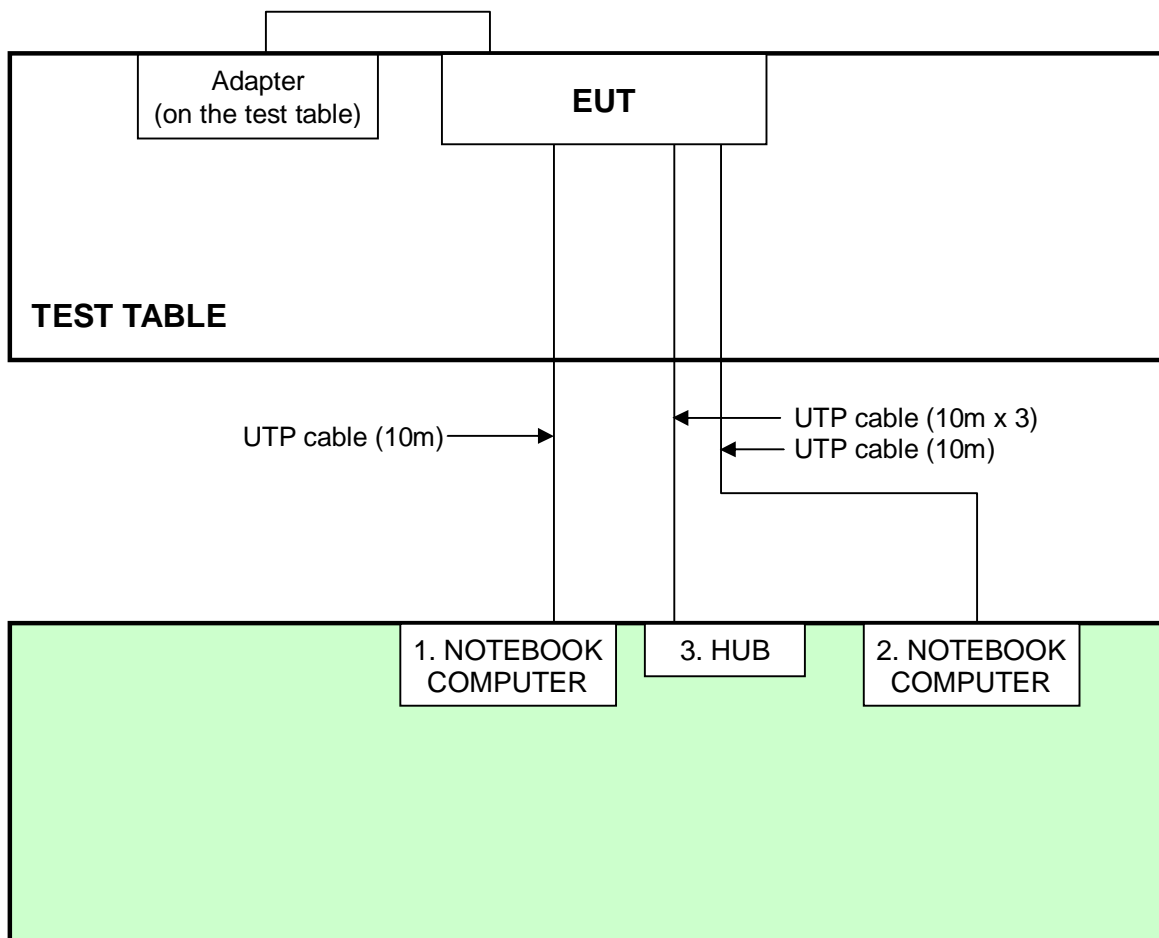 Adapter
(on the test table)
EUT
TEST TABLE
UTP cable (10m)
UTP cable (10m x 3)
UTP cable (10m)
1. NOTEBOOK
COMPUTER
3. HUB
2. NOTEBOOK
COMPUTER